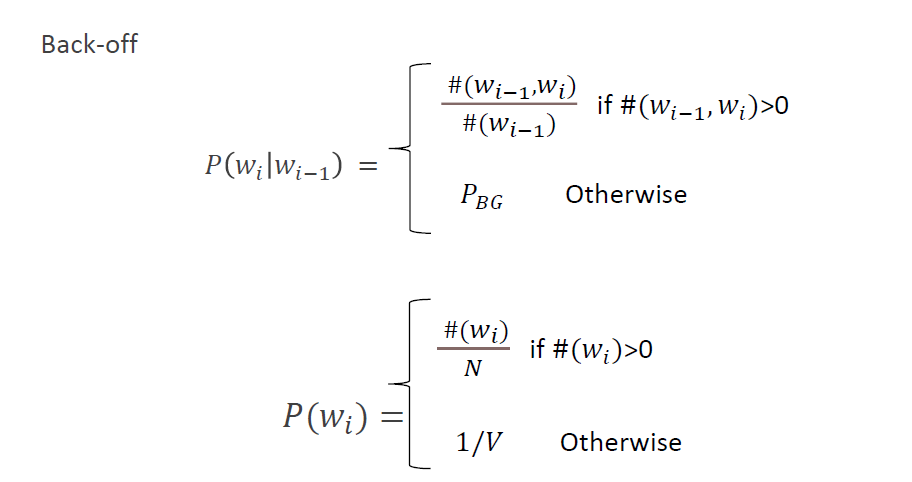 Back-off
P(w_{i−1},w_i) = { #(w_{i−1},w_i) / #(w_{i−1}) if #(w_{i−1}, w_i)>0
P_{BG} Otherwise
P(w_i) = { #(w_i) / N if #(w_i)>0
1/V Otherwise